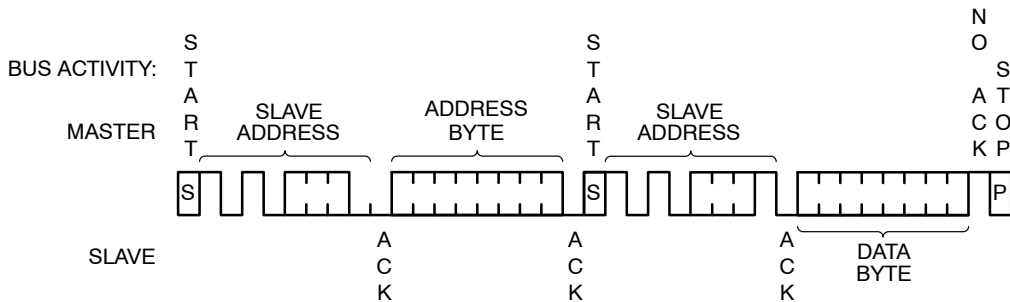 BUS ACTIVITY:
MASTER
START
SLAVE
ADDRESS
ADDRESS
BYTE
START
SLAVE
ADDRESS
NO ACK
STOP
S
S
P
SLAVE
ACK
ACK
ACK
DATA
BYTE